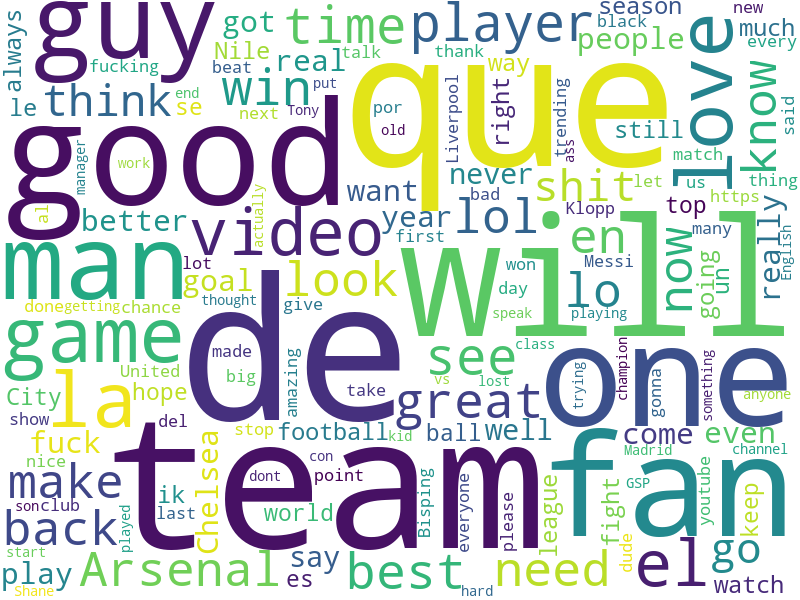 always
guy
got
time
player
season
black
new
people
much
every
fucking
Nile
beat
real
talk
thank
way
love
know
said
le
think
se
end
win
put
next
Tony
por
old
que
Liverpool
right
trending
ass
still
match
manager
work
good
never
shit
let
us
thing
https
al
better
actually
want
bad
year
lol
Klopp
top
many
really
English
man
video
first
en
now
going
un
lot
goal
look
will
won
Messi
lo
done
getting
chance
thought
give
day
speak
playing
game
United
de
made
see
class
one
City
la
hope
big
amazing
take
great
vs
lost
trying
champion
gonna
something
anyone
show
del
stop
football
kid
ball
well
come
even
fuck
Chelsea
team
fan
Madrid
channel
nice
make
ik
dont
con
point
Bisping
everyone
please
league
fight
GSP
youtube
keep
son
club
back
played
last
world
dude
el
go
start
say
play
Arsenal
es
best
need
watch
Shane
hard